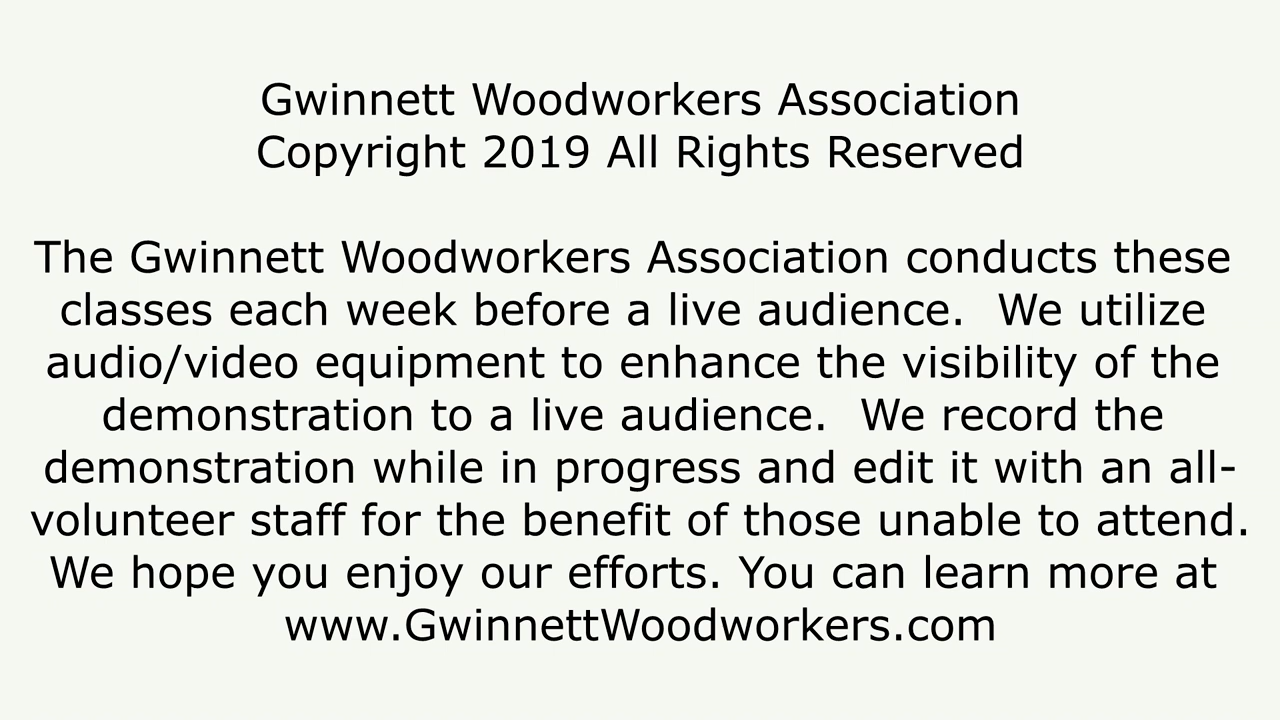 Gwinnett Woodworkers Association
Copyright 2019 All Rights Reserved
The Gwinnett Woodworkers Association conducts these
classes each week before a live audience.  We utilize
audio/video equipment to enhance the visibility of the
demonstration to a live audience.  We record the
demonstration while in progress and edit it with an all-
volunteer staff for the benefit of those unable to attend.
We hope you enjoy our efforts. You can learn more at
www.GwinnettWoodworkers.com